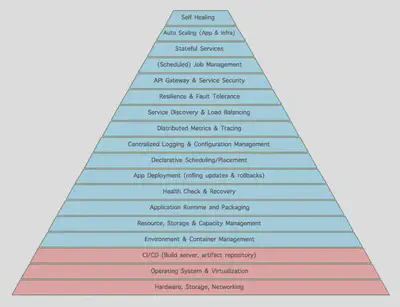 Self Healing
Auto Scaling (App & Infra)
Stateful Services
(Scheduled) Job Management
API Gateway & Service Security
Resilience & Fault Tolerance
Service Discovery & Load Balancing
Distributed Metrics & Tracing
Centralized Logging & Configuration Management
Declarative Scheduling/Placement
App Deployment (rolling updates & rollbacks)
Health Check & Recovery
Application Runtime and Packaging
Resource, Storage & Capacity Management
Environment & Container Management
CI/CD (Build server, artifact repository)
Operating System & Virtualization
Hardware, Storage, Networking